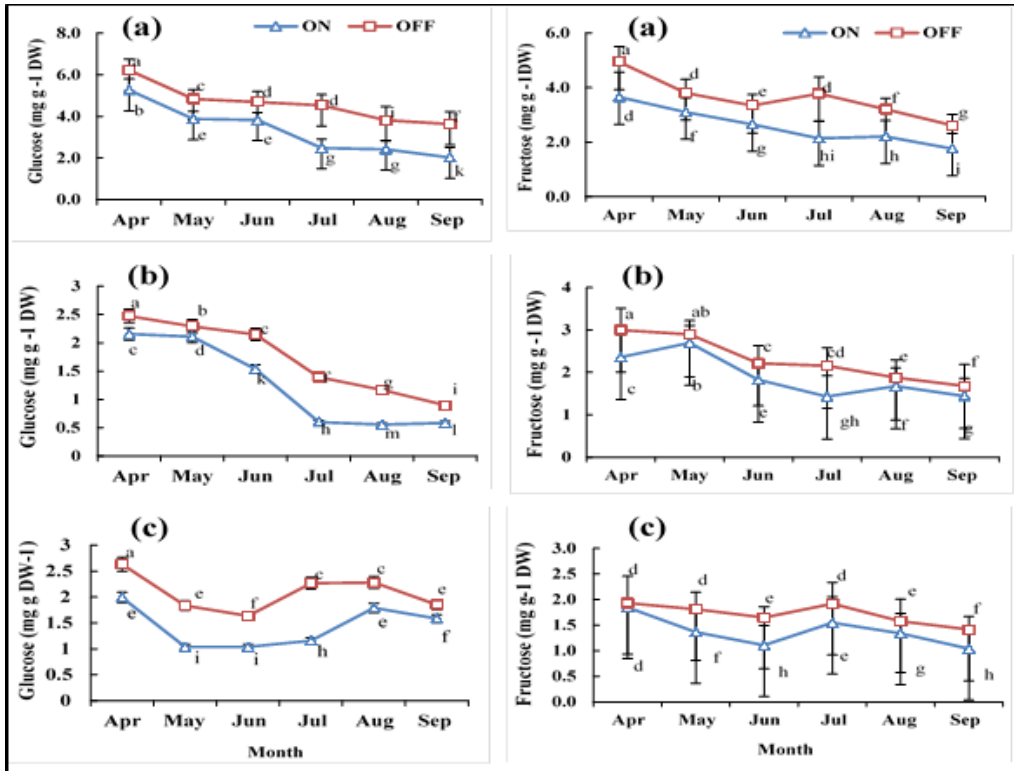 (a) ON OFF
Glucose (mg g -1 DW)
8.0
6.0
4.0
2.0
0.0
a
c
d
d
f
b
e
e
g
g
k
Apr May Jun Jul Aug Sep
(a) ON OFF
Fructose (mg g -1DW)
6.0
4.0
2.0
0.0
a
d
e
d
f
g
d
f
g
hi
h
j
Apr May Jun Jul Aug Sep
(b)
Glucose (mg g -1 DW)
3
2.5
2
1.5
1
0.5
0
a
b
c
g
i
c
d
k
h
m
l
Apr May Jun Jul Aug Sep
(b)
Fructose (mg g -1 DW)
4
3
2
1
0
a
ab
c
cd
e
f
c
b
e
gh
f
Apr May Jun Jul Aug Sep
(c)
Glucose (mg g DW-1)
3
2.5
2
1.5
1
0.5
0
a
e
f
c
c
e
e
i
i
h
e
f
Apr May Jun Jul Aug Sep
Month
(c)
Fructose (mg g-1 DW)
3.0
2.5
2.0
1.5
1.0
0.5
0.0
d
d
e
d
e
f
d
f
h
e
g
h
Apr May Jun Jul Aug Sep
Month